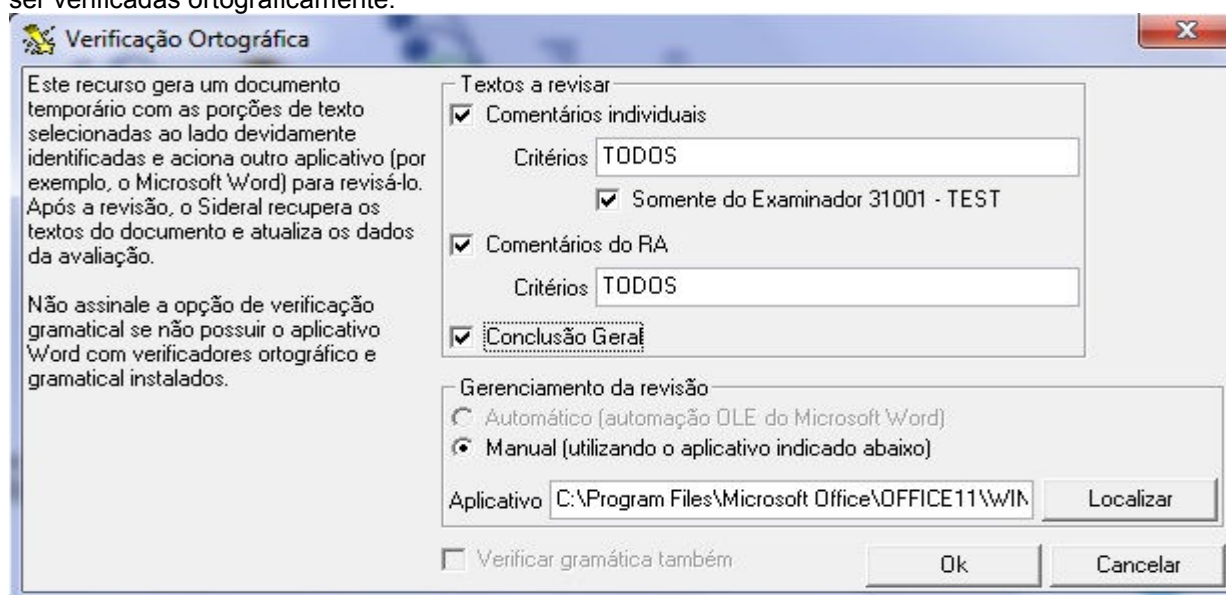 ser verificadas ortograficamente.
Verificação Ortográfica
Este recurso gera um documento
temporário com as porções de texto
selecionadas ao lado devidamente
identificadas e aciona outro aplicativo (por
exemplo, o Microsoft Word) para revisá-lo.
Após a revisão, o Sideral recupera os
textos do documento e atualiza os dados
da avaliação.
Não assinale a opção de verificação
gramatical se não possuir o aplicativo
Word com verificadores ortográfico e
gramatical instalados.
Textos a revisar
Comentários individuais
Critérios TODOS
Somente do Examinador 31001 - TEST
Comentários do RA
Critérios TODOS
Conclusão Geral
Gerenciamento da revisão
Automático (automação OLE do Microsoft Word)
Manual (utilizando o aplicativo indicado abaixo)
Aplicativo C:\Program Files\Microsoft Office\OFFICE11\WIN Localizar
Verificar gramática também Ok Cancelar